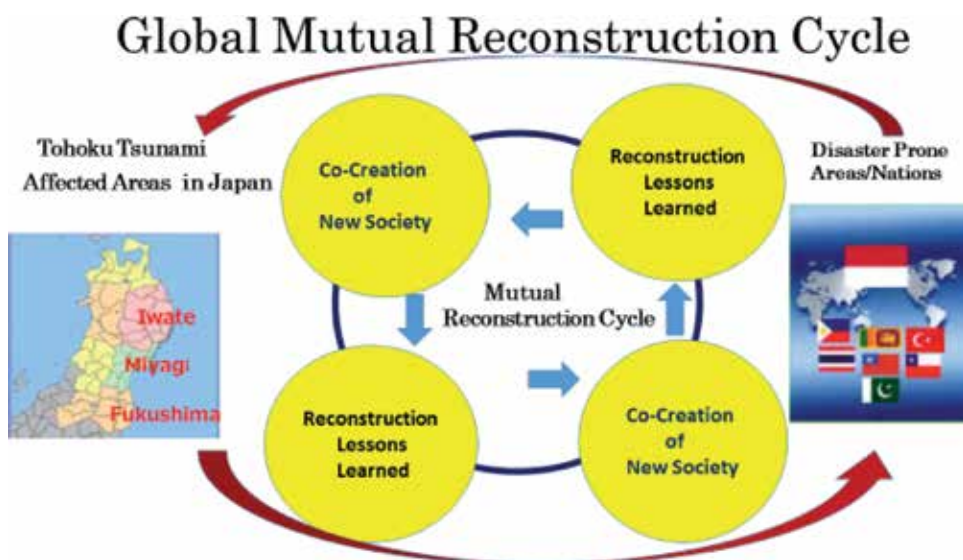 Global Mutual Reconstruction Cycle
Tohoku Tsunami
Affected Areas in Japan
Co-Creation
of
New Society
Reconstruction
Lessons
Learned
Disaster Prone
Areas/Nations
Iwate
Miyagi
Fukushima
Mutual
Reconstruction Cycle
Reconstruction
Lessons
Learned
Co-Creation
of
New Society